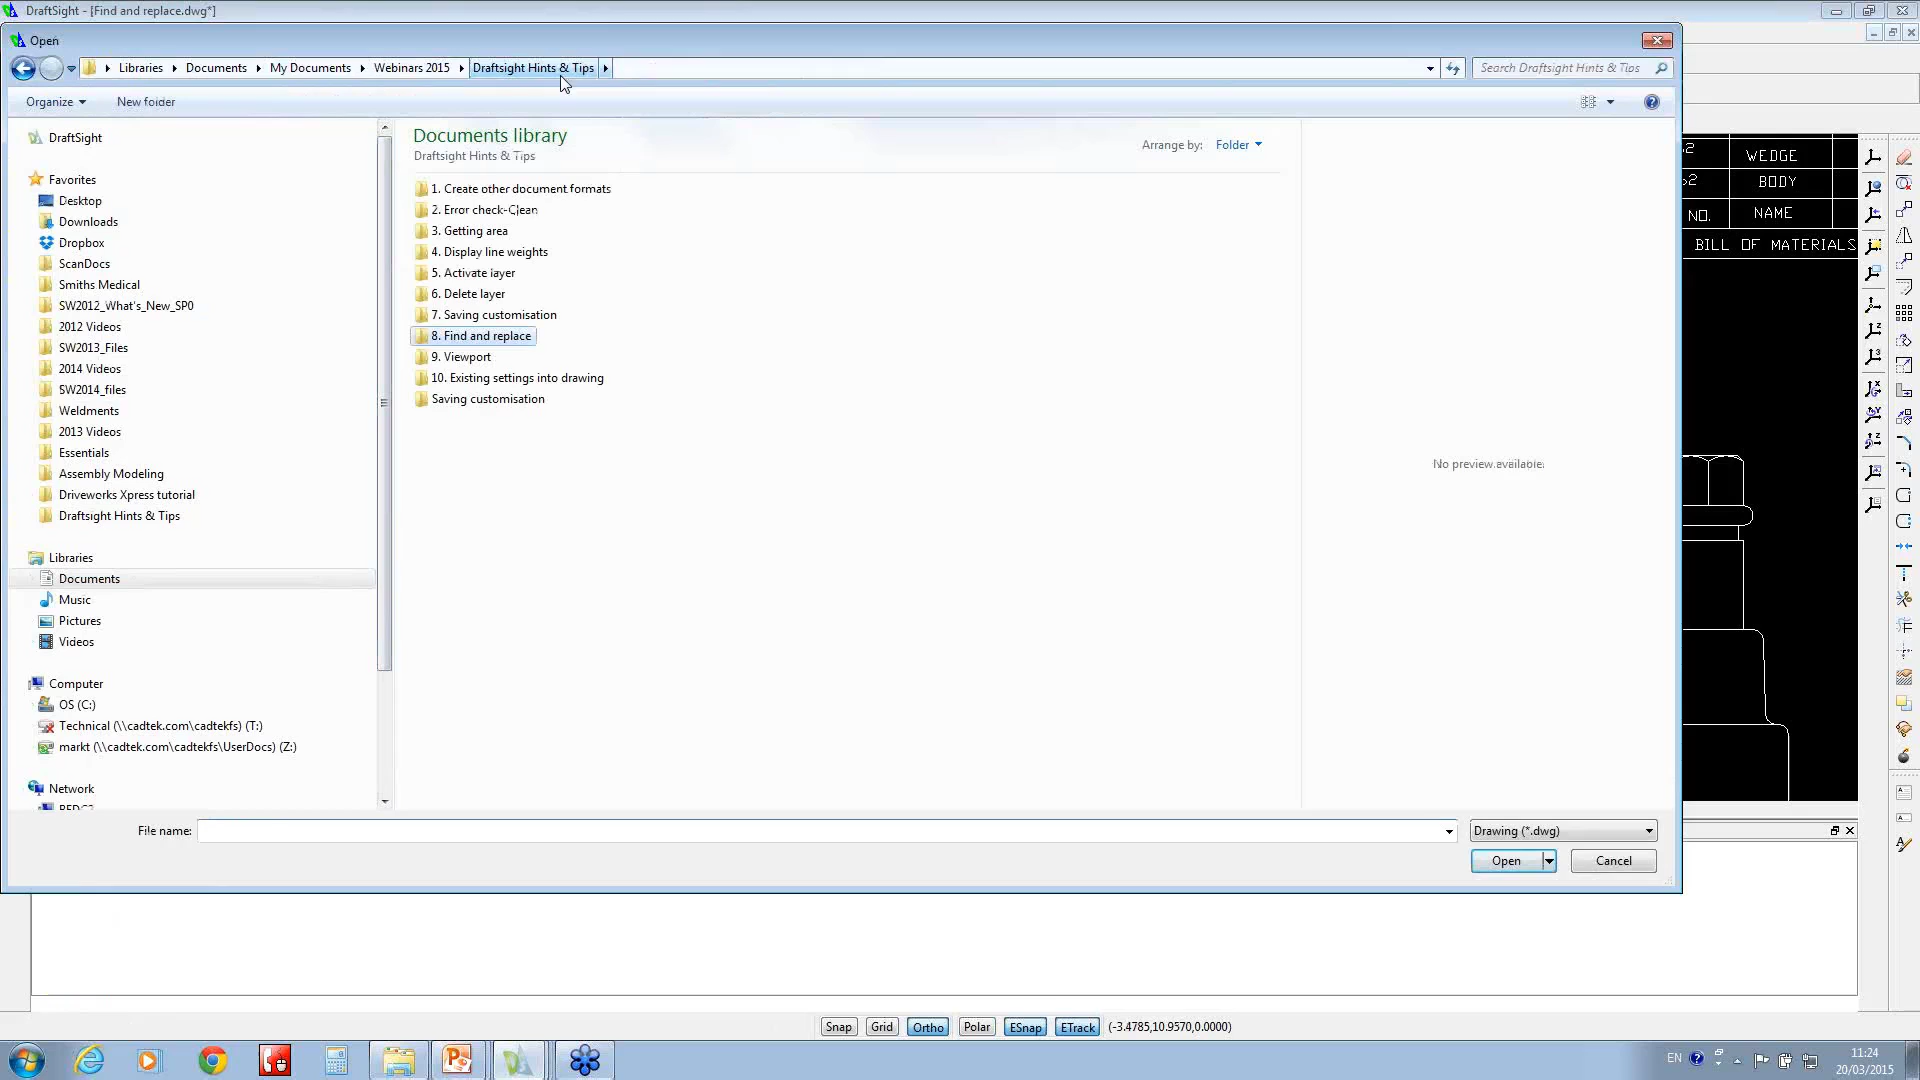 DraftSight - [Find and replace.dwg*]
Open
Libraries Documents My Documents Webinars 2015 Draftsight Hints & Tips
Search Draftsight Hints & Tips
Organize New folder
DraftSight
Favorites
Desktop
Downloads
Dropbox
ScanDocs
Smiths Medical
SW2012_What's_New_SP0
2012 Videos
SW2013_Files
2014 Videos
SW2014_files
Weldments
2013 Videos
Essentials
Assembly Modeling
Driveworks Xpress tutorial
Draftsight Hints & Tips
Libraries
Documents
Music
Pictures
Videos
Computer
OS (C:)
Technical (\\cadtek.com\cadtekfs) (T:)
markt (\\cadtek.com\cadtekfs\UserDocs) (Z:)
Network
Documents library
Draftsight Hints & Tips
Arrange by: Folder
1. Create other document formats
2. Error check-Clean
3. Getting area
4. Display line weights
5. Activate layer
6. Delete layer
7. Saving customisation
8. Find and replace
9. Viewport
10. Existing settings into drawing
Saving customisation
No preview available.
File name:
Drawing (*.dwg)
Open Cancel
WEDGE
BODY
NO. NAME
BILL OF MATERIALS
Snap Grid Ortho Polar ESnap ETrack (-3.4785,10.9570,0.0000)
EN
11:24
20/03/2015